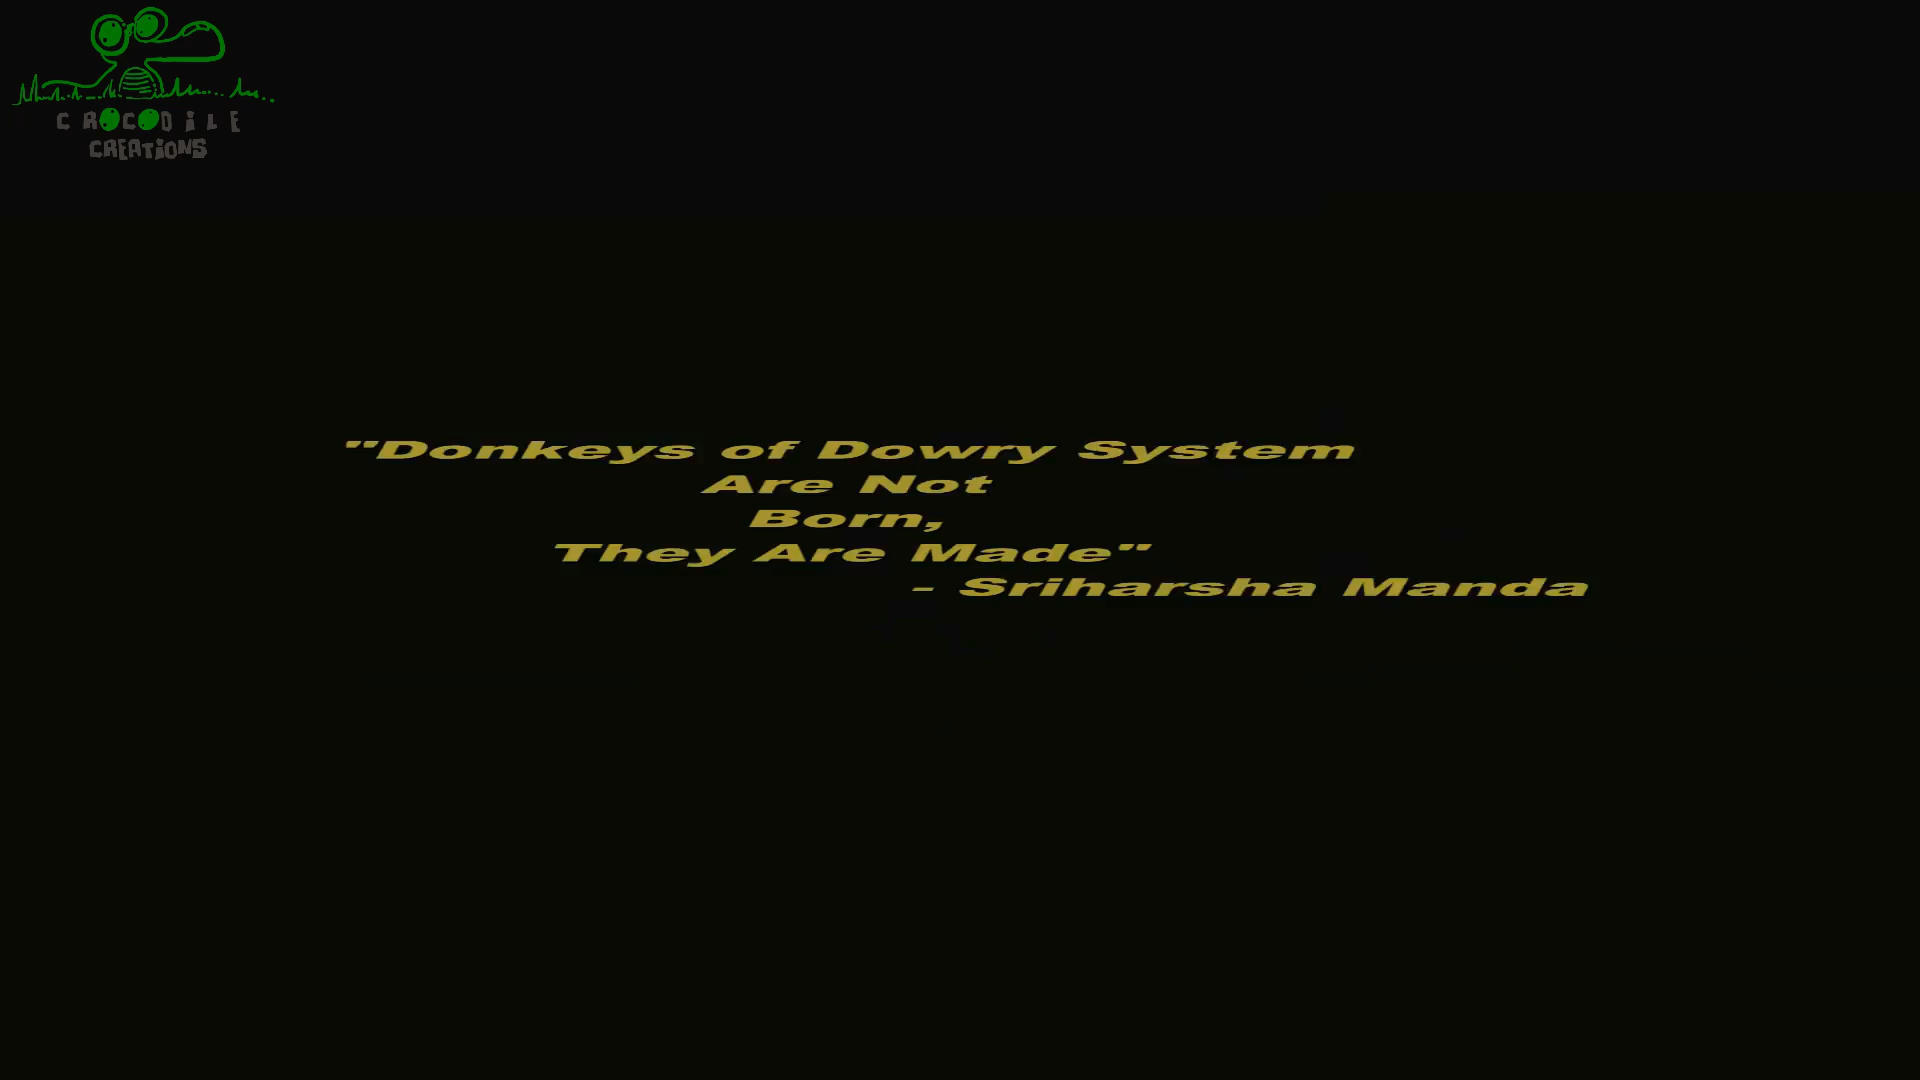 CROCODiLE
CREATiONS
"Donkeys of Dowry System
Are Not
Born,
They Are Made"
- Sriharsha Manda